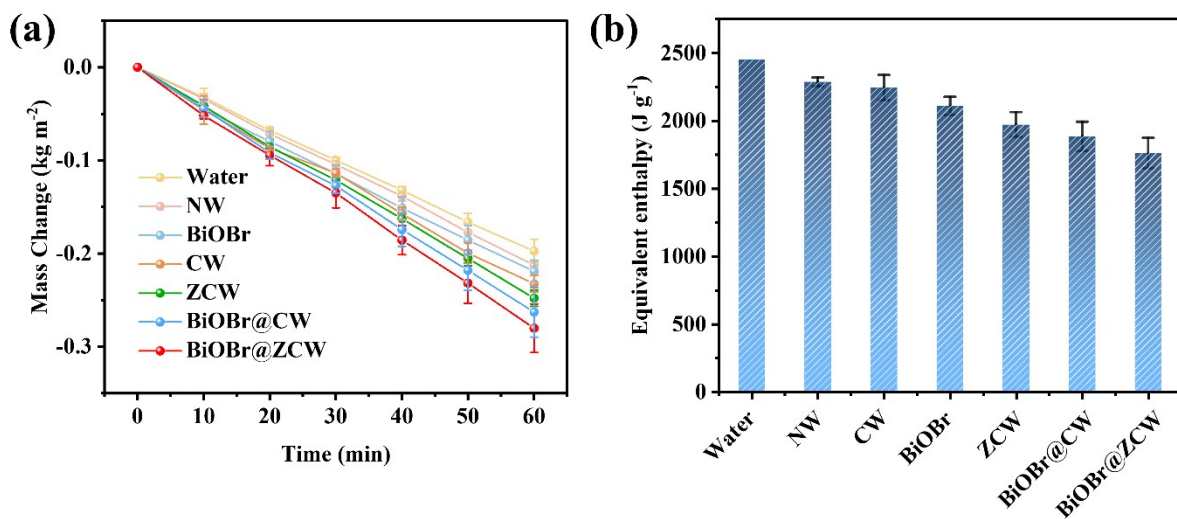 (a)
Mass Change (kg m⁻²)
0.0
-0.1
-0.2
-0.3
Water
NW
BiOBr
CW
ZCW
BiOBr@CW
BiOBr@ZCW
0 10 20 30 40 50 60
Time (min)
(b)
Equivalent enthalpy (J g⁻¹)
2500
2000
1500
1000
500
0
Water
NW
CW
BiOBr
ZCW
BiOBr@CW
BiOBr@ZCW